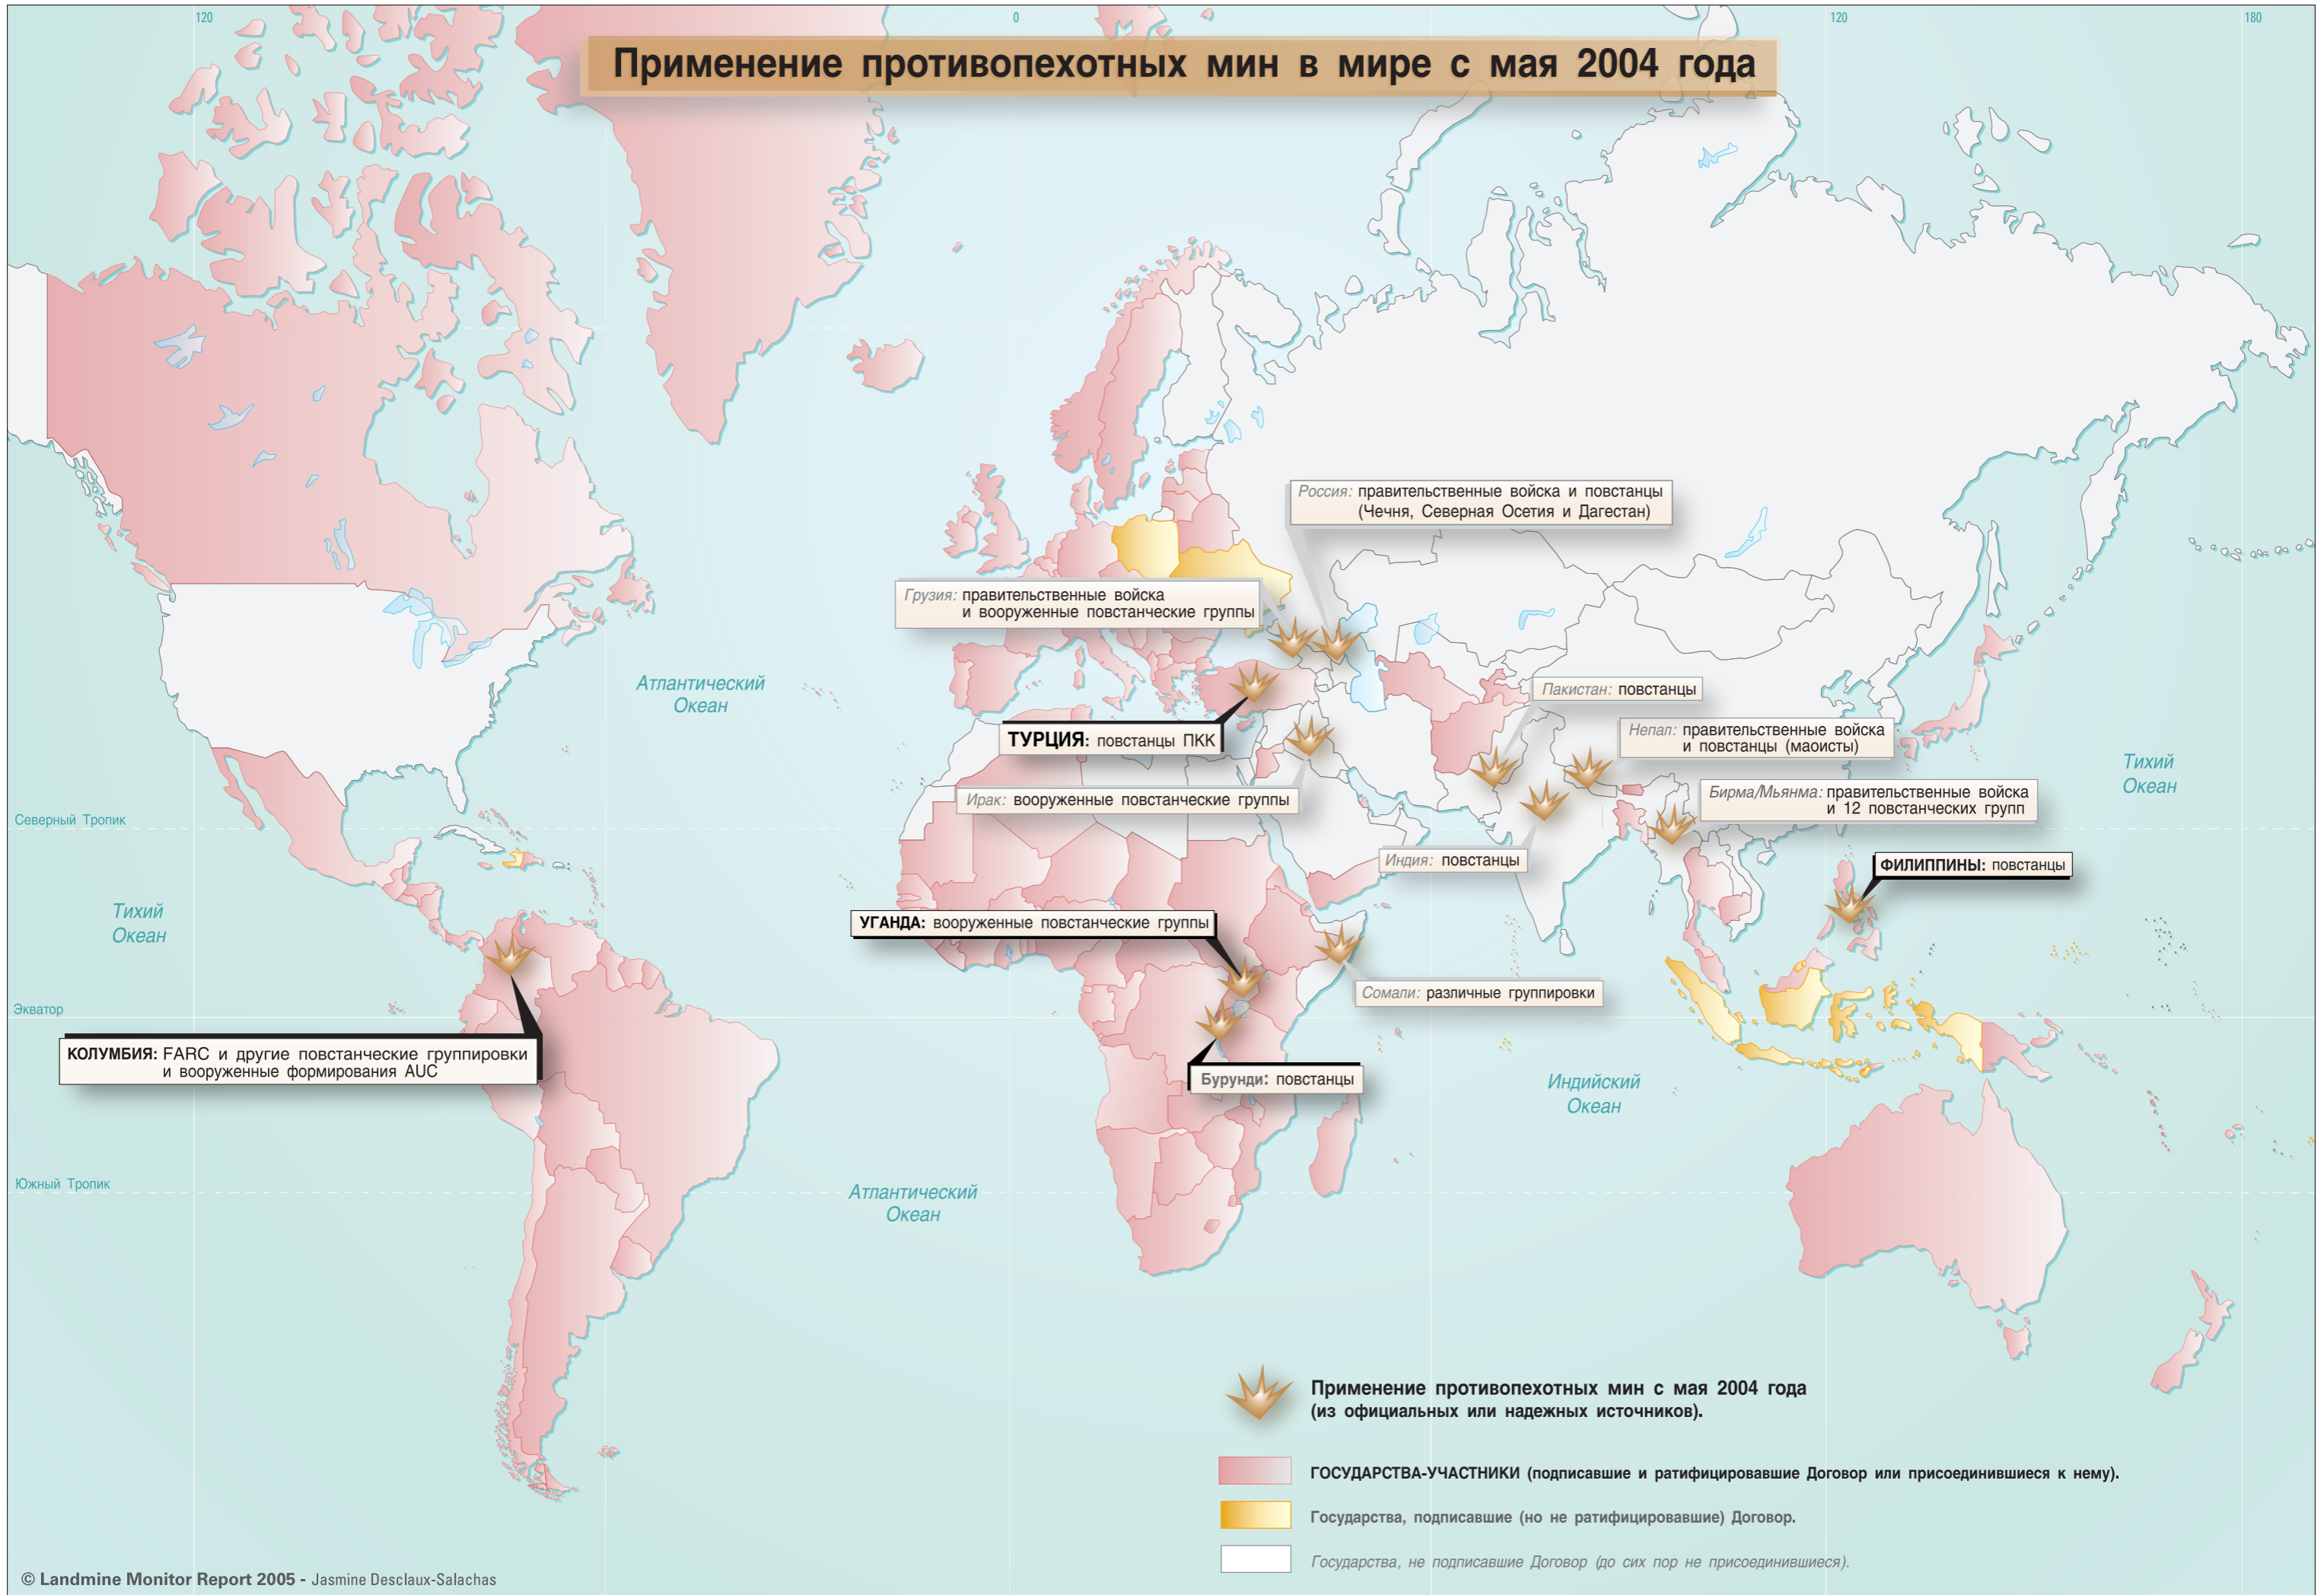 120
0
120
180
Применение противопехотных мин в мире с мая 2004 года
Россия: правительственные войска и повстанцы
(Чечня, Северная Осетия и Дагестан)
Грузия: правительственные войска
и вооруженные повстанческие группы
Атлантический
Океан
Пакистан: повстанцы
ТУРЦИЯ: повстанцы ПКК
Непал: правительственные войска
и повстанцы (маоисты)
Тихий
Океан
Ирак: вооруженные повстанческие группы
Бирма/Мьянма: правительственные войска
и 12 повстанческих групп
Северный Тропик
Индия: повстанцы
ФИЛИППИНЫ: повстанцы
Тихий
Океан
УГАНДА: вооруженные повстанческие группы
Сомали: различные группировки
Экватор
КОЛУМБИЯ: FARC и другие повстанческие группировки
и вооруженные формирования AUC
Бурунди: повстанцы
Индийский
Океан
Южный Тропик
Атлантический
Океан
Применение противопехотных мин с мая 2004 года
(из официальных или надежных источников).
ГОСУДАРСТВА-УЧАСТНИКИ (подписавшие и ратифицировавшие Договор или присоединившиеся к нему).
Государства, подписавшие (но не ратифицировавшие) Договор.
Государства, не подписавшие Договор (до сих пор не присоединившиеся).
© Landmine Monitor Report 2005 - Jasmine Desclaux-Salachas